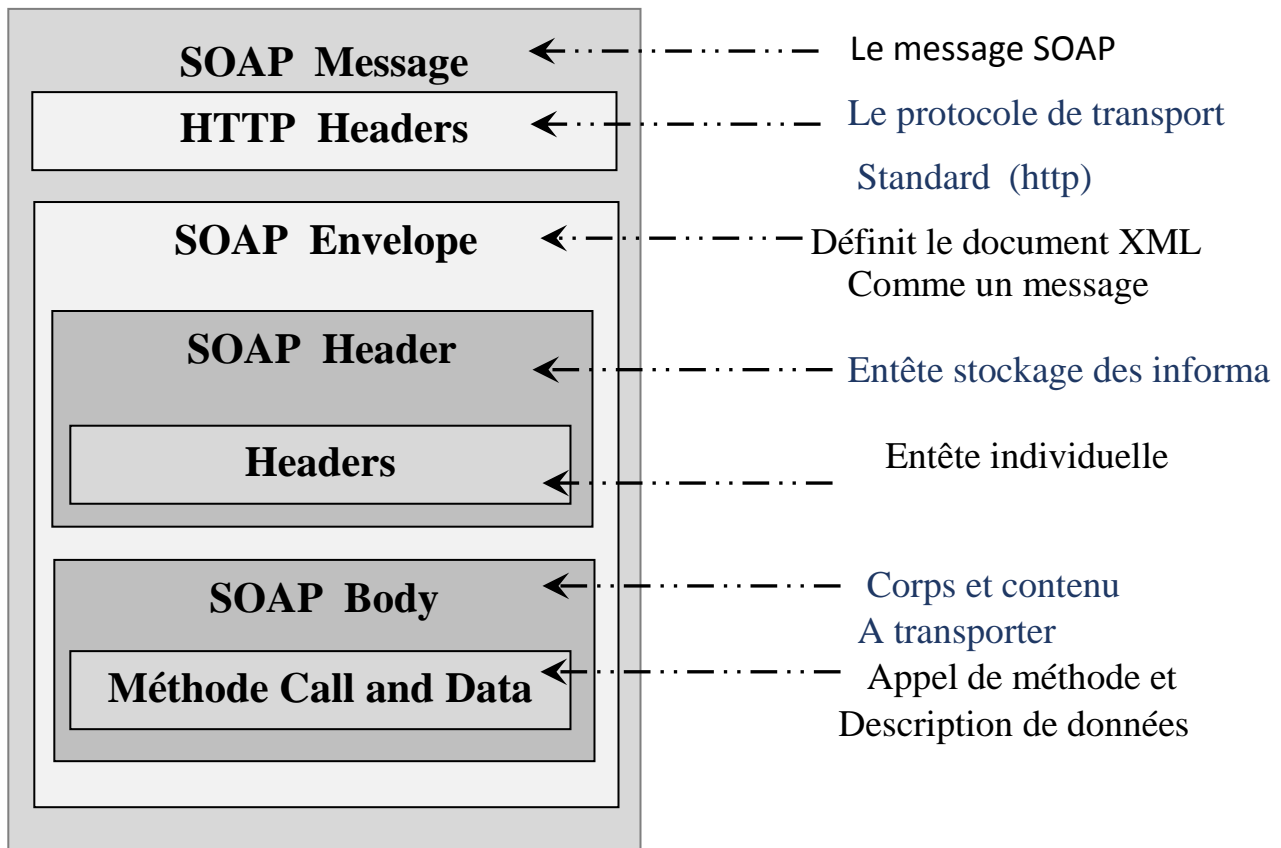 SOAP Message
Le message SOAP
HTTP Headers
Le protocole de transport
Standard (http)
SOAP Envelope
Définit le document XML
Comme un message
SOAP Header
Entête stockage des informa
Headers
Entête individuelle
SOAP Body
Corps et contenu
A transporter
Méthode Call and Data
Appel de méthode et
Description de données